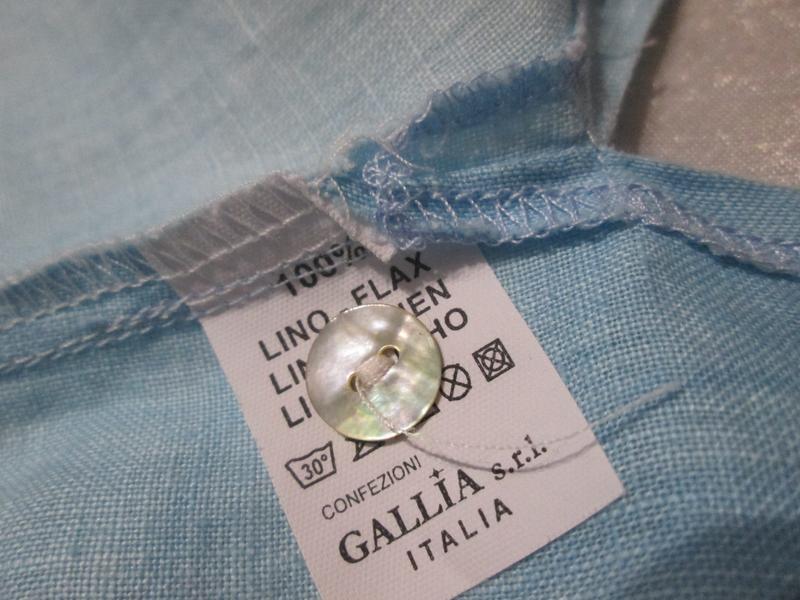 100%
LINO FLAX
30°
CONFEZIONI
GALLIA s.r.l.
ITALIA